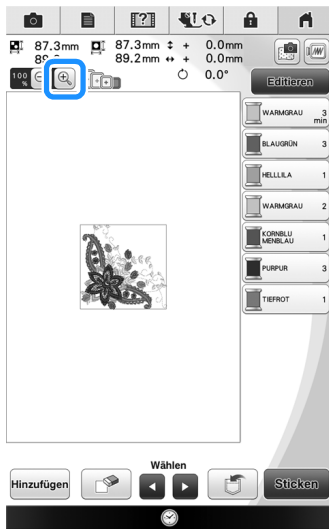 87.3mm 87.3mm + 0.0mm
89.2mm + 0.0mm
100 % 0.0°
Editieren
WARMGRAU 3 min
BLAUGRÜN 3
HELLLILA 1
WARMGRAU 2
KORNBLU
MENBLAU 1
PURPUR 3
TIEFROT 1
Wählen
Hinzufügen Sticken